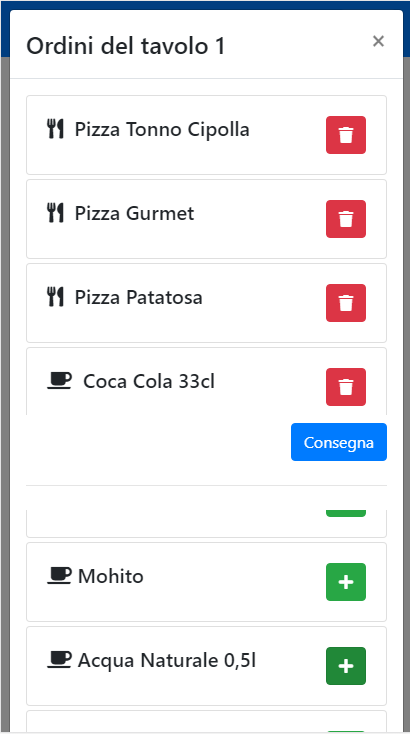 Ordini del tavolo 1
×
Pizza Tonno Cipolla
Pizza Gurmet
Pizza Patatosa
Coca Cola 33cl
Consegna
Mohito
Acqua Naturale 0,5l